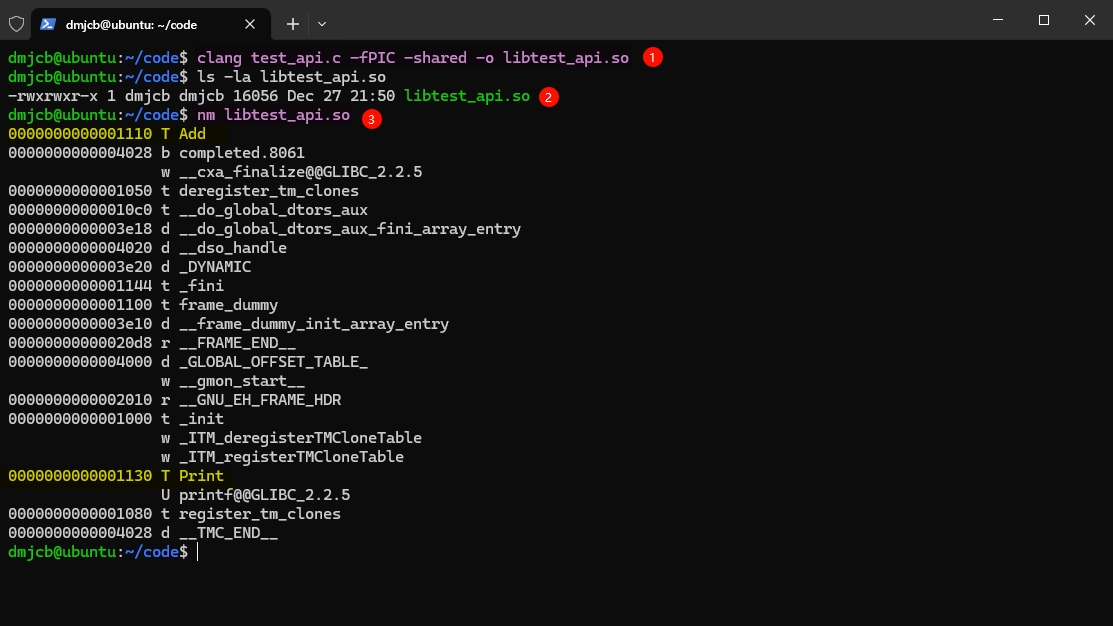 dmjcb@ubuntu: ~/code
dmjcb@ubuntu:~/code$ clang test_api.c -fPIC -shared -o libtest_api.so 1
dmjcb@ubuntu:~/code$ ls -la libtest_api.so
-rwxrwxr-x 1 dmjcb dmjcb 16056 Dec 27 21:50 libtest_api.so 2
dmjcb@ubuntu:~/code$ nm libtest_api.so 3
0000000000001110 T Add
0000000000004028 b completed.8061
                 w __cxa_finalize@@GLIBC_2.2.5
0000000000001050 t deregister_tm_clones
00000000000010c0 t __do_global_dtors_aux
0000000000003e18 d __do_global_dtors_aux_fini_array_entry
0000000000004020 d __dso_handle
0000000000003e20 d _DYNAMIC
0000000000001144 t _fini
0000000000001100 t frame_dummy
0000000000003e10 d __frame_dummy_init_array_entry
00000000000020d8 r __FRAME_END__
0000000000004000 d _GLOBAL_OFFSET_TABLE_
                 w __gmon_start__
0000000000002010 r __GNU_EH_FRAME_HDR
0000000000001000 t _init
                 w _ITM_deregisterTMCloneTable
                 w _ITM_registerTMCloneTable
0000000000001130 T Print
                 U printf@@GLIBC_2.2.5
0000000000001080 t register_tm_clones
0000000000004028 d __TMC_END__
dmjcb@ubuntu:~/code$